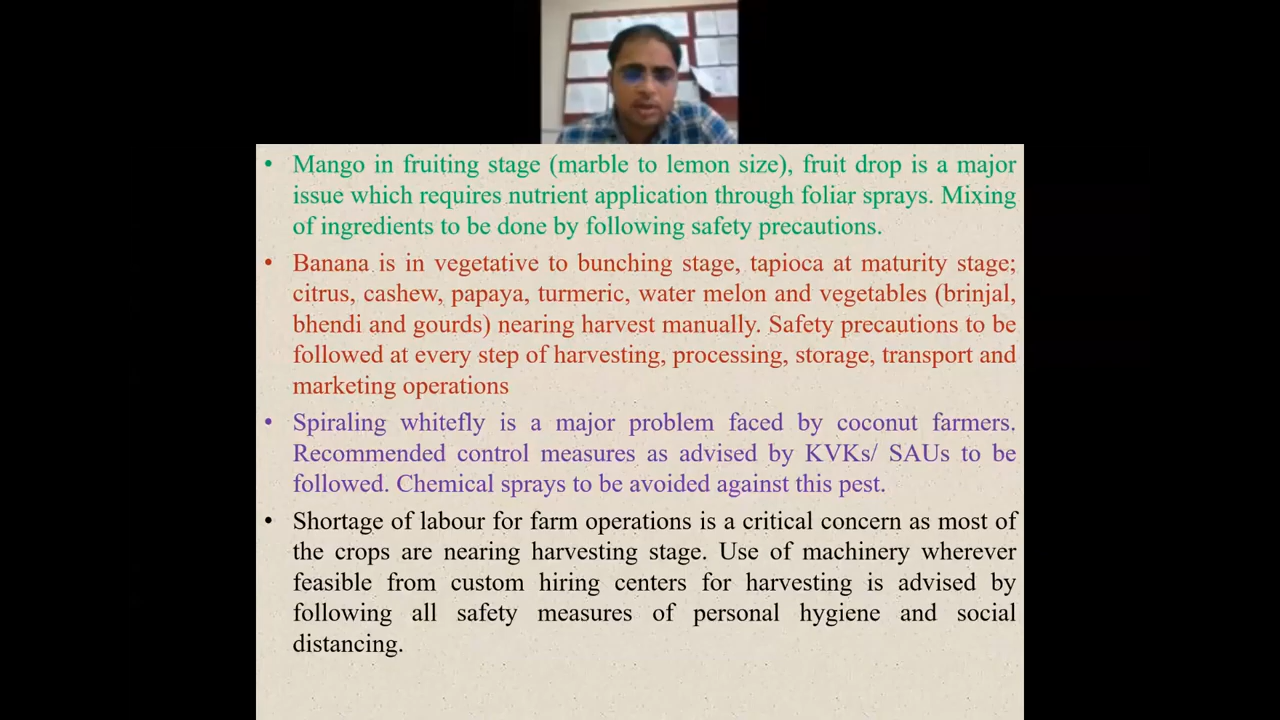 • Mango in fruiting stage (marble to lemon size), fruit drop is a major
issue which requires nutrient application through foliar sprays. Mixing
of ingredients to be done by following safety precautions.
• Banana is in vegetative to bunching stage, tapioca at maturity stage;
citrus, cashew, papaya, turmeric, water melon and vegetables (brinjal,
bhendi and gourds) nearing harvest manually. Safety precautions to be
followed at every step of harvesting, processing, storage, transport and
marketing operations
• Spiraling whitefly is a major problem faced by coconut farmers.
Recommended control measures as advised by KVKs/ SAUs to be
followed. Chemical sprays to be avoided against this pest.
• Shortage of labour for farm operations is a critical concern as most of
the crops are nearing harvesting stage. Use of machinery wherever
feasible from custom hiring centers for harvesting is advised by
following all safety measures of personal hygiene and social
distancing.